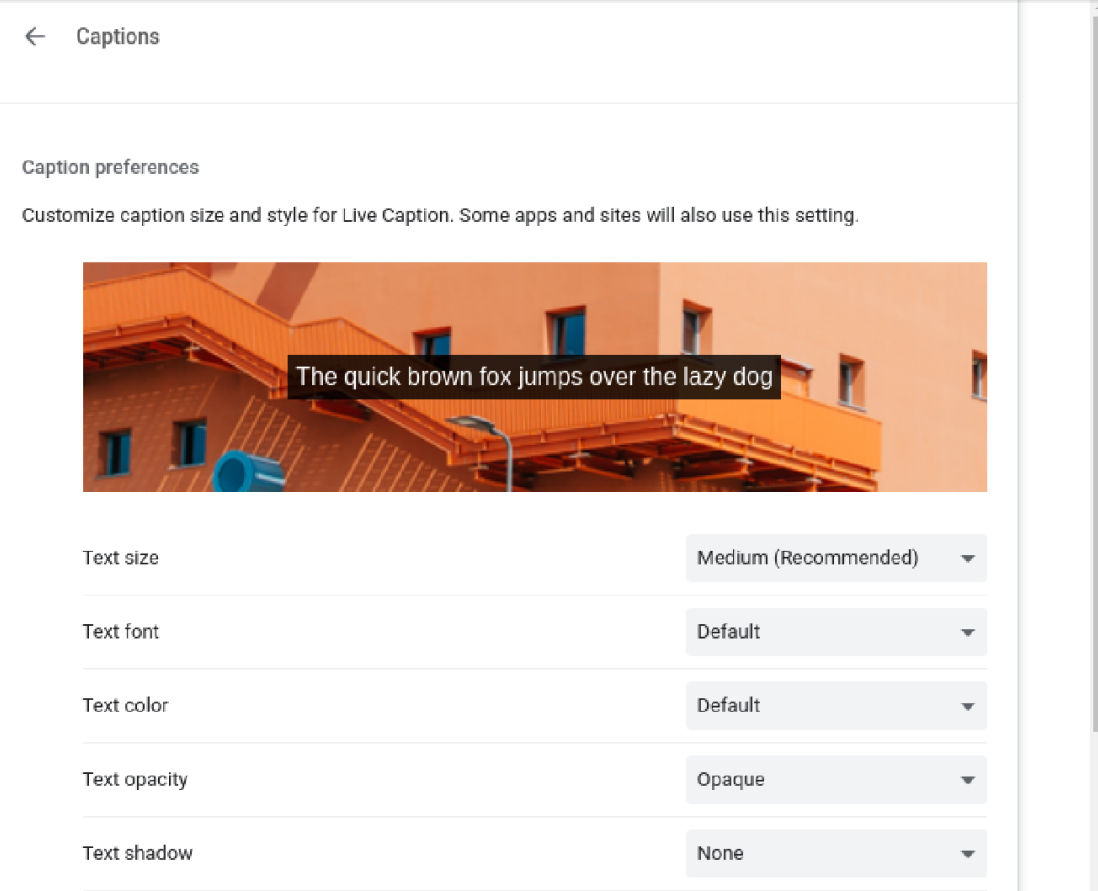 Captions
Caption preferences
Customize caption size and style for Live Caption. Some apps and sites will also use this setting.
The quick brown fox jumps over the lazy dog
Text size Medium (Recommended)
Text font Default
Text color Default
Text opacity Opaque
Text shadow None